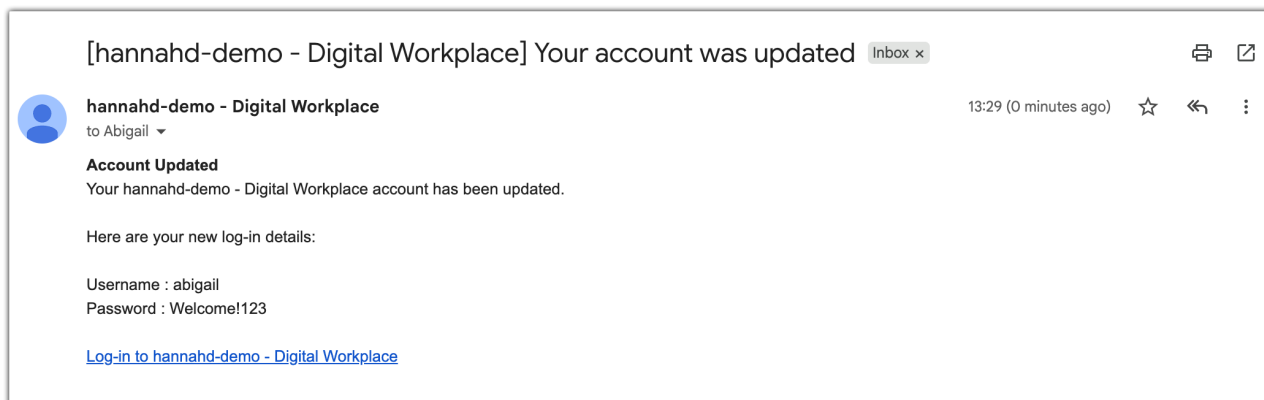 [hannahd-demo - Digital Workplace] Your account was updated Inbox ×
hannahd-demo - Digital Workplace 13:29 (0 minutes ago)
to Abigail
Account Updated
Your hannahd-demo - Digital Workplace account has been updated.
Here are your new log-in details:
Username : abigail
Password : Welcome!123
Log-in to hannahd-demo - Digital Workplace